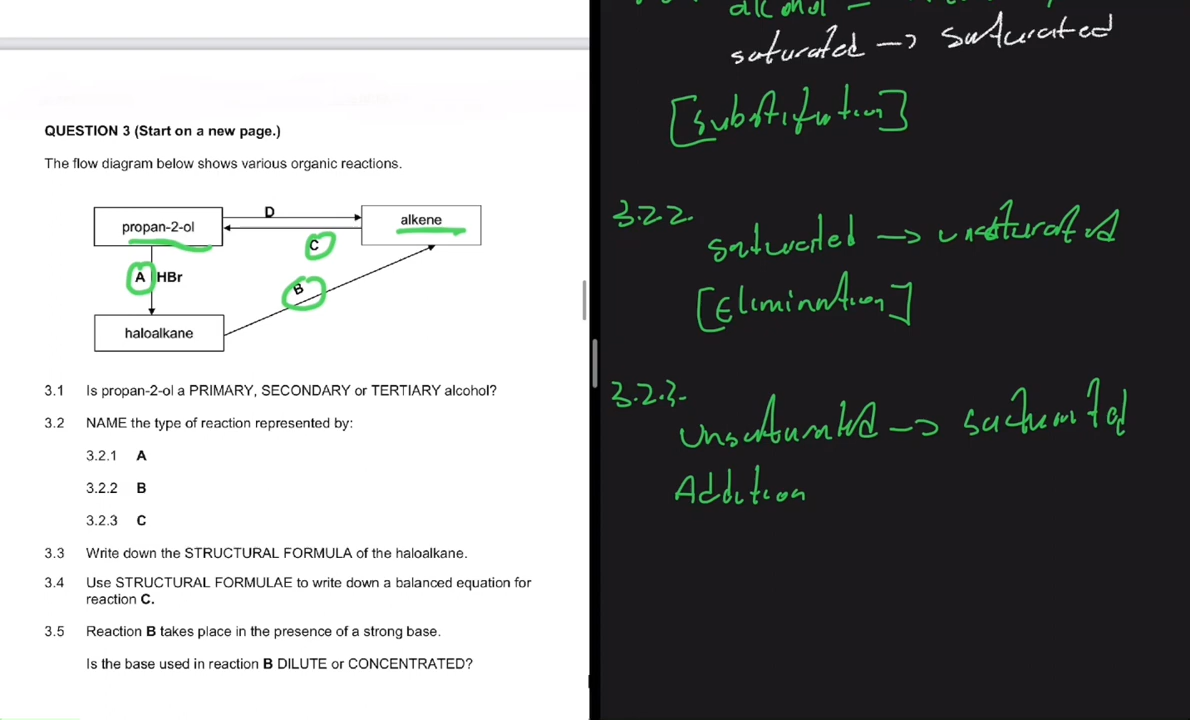 QUESTION 3 (Start on a new page.)
The flow diagram below shows various organic reactions.
D
propan-2-ol
alkene
C
A HBr
B
haloalkane
3.1 Is propan-2-ol a PRIMARY, SECONDARY or TERTIARY alcohol?
3.2 NAME the type of reaction represented by:
3.2.1 A
3.2.2 B
3.2.3 C
3.3 Write down the STRUCTURAL FORMULA of the haloalkane.
3.4 Use STRUCTURAL FORMULAE to write down a balanced equation for
reaction C.
3.5 Reaction B takes place in the presence of a strong base.
Is the base used in reaction B DILUTE or CONCENTRATED?
alcohol
saturated → saturated
[Substitution]
3.2.2.
saturated → unsaturated
[Elimination]
3.2.3.
Unsaturated → saturated
Addition